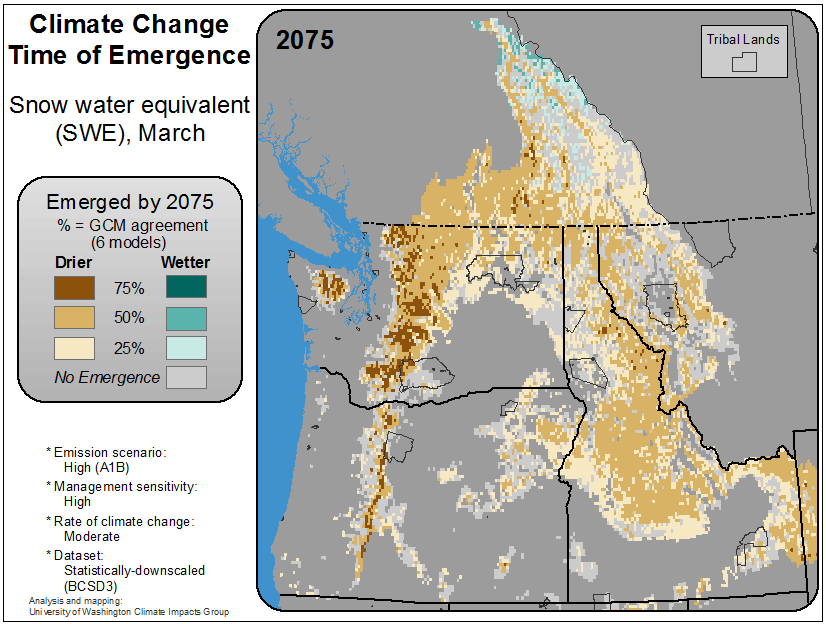 Climate Change
Time of Emergence
Snow water equivalent
(SWE), March
Emerged by 2075
% = GCM agreement
(6 models)
Drier Wetter
75%
50%
25%
No Emergence
* Emission scenario:
High (A1B)
* Management sensitivity:
High
* Rate of climate change:
Moderate
* Dataset:
Statistically-downscaled
(BCSD3)
Analysis and mapping:
University of Washington Climate Impacts Group
2075
Tribal Lands